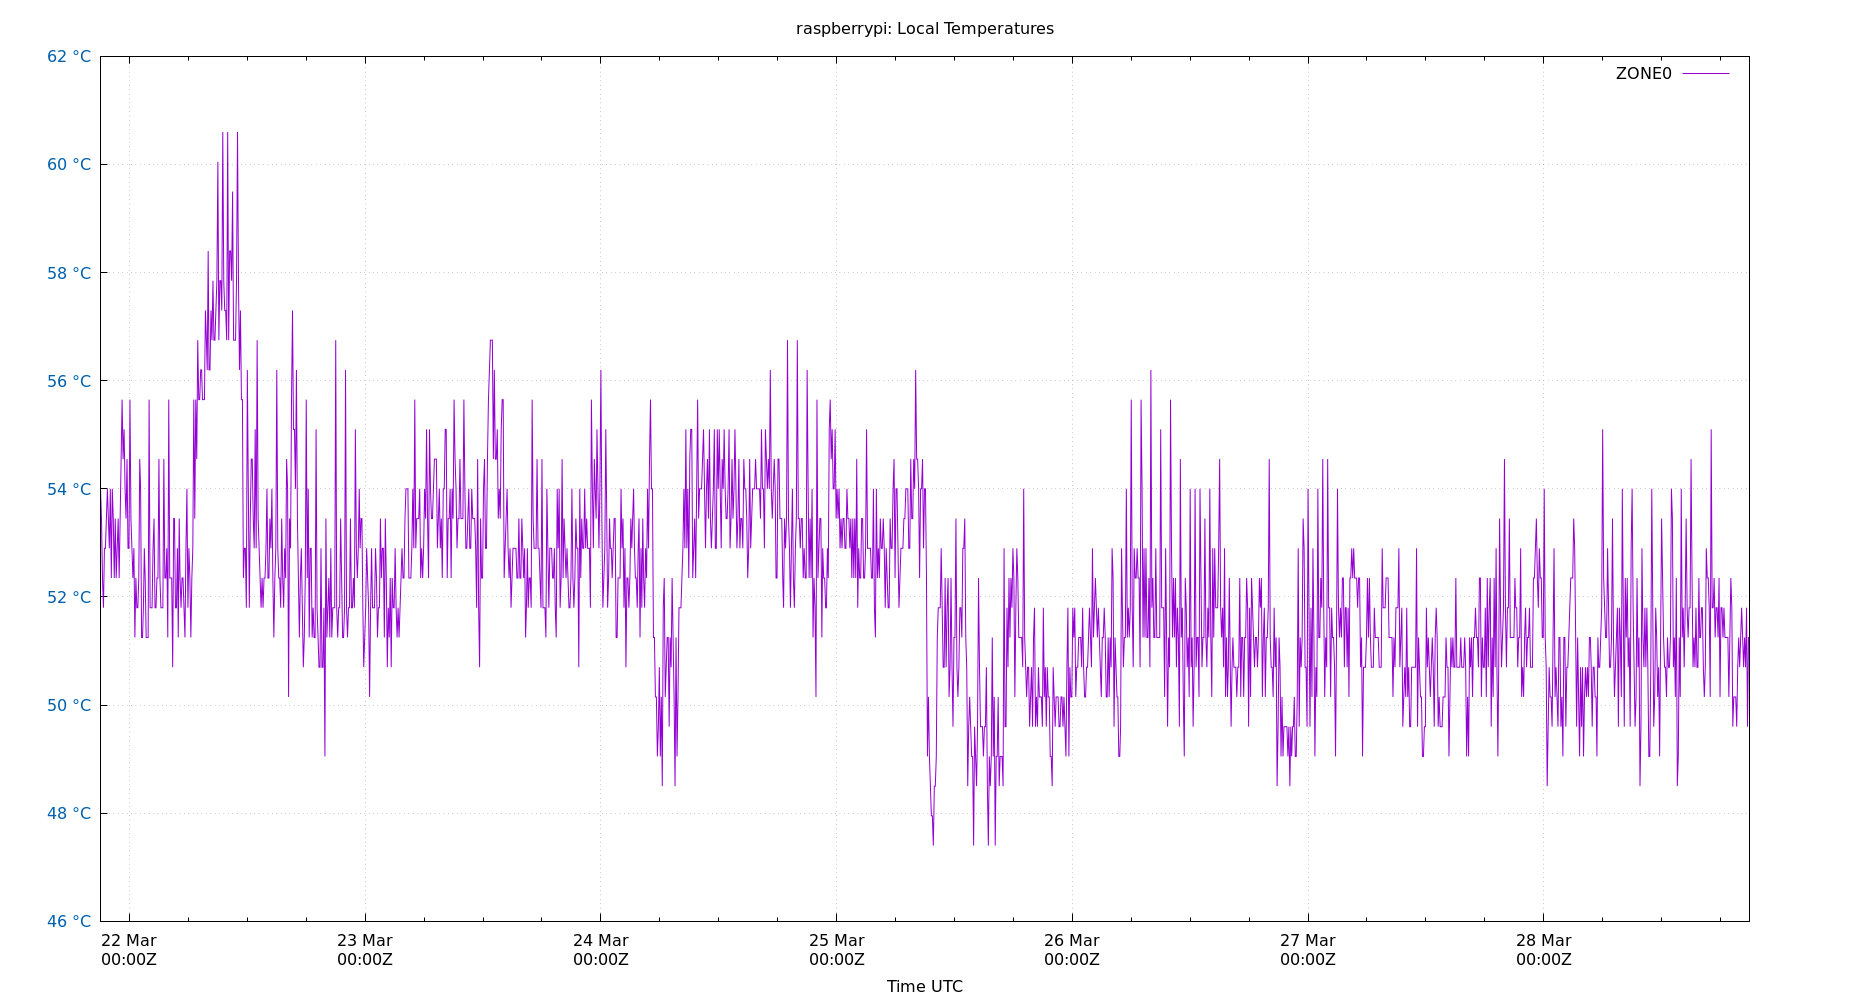 raspberrypi: Local Temperatures
62 °C
ZONE0
60 °C
58 °C
56 °C
54 °C
52 °C
50 °C
48 °C
46 °C
22 Mar 23 Mar 24 Mar 25 Mar 26 Mar 27 Mar 28 Mar
00:00Z 00:00Z 00:00Z 00:00Z 00:00Z 00:00Z 00:00Z
Time UTC